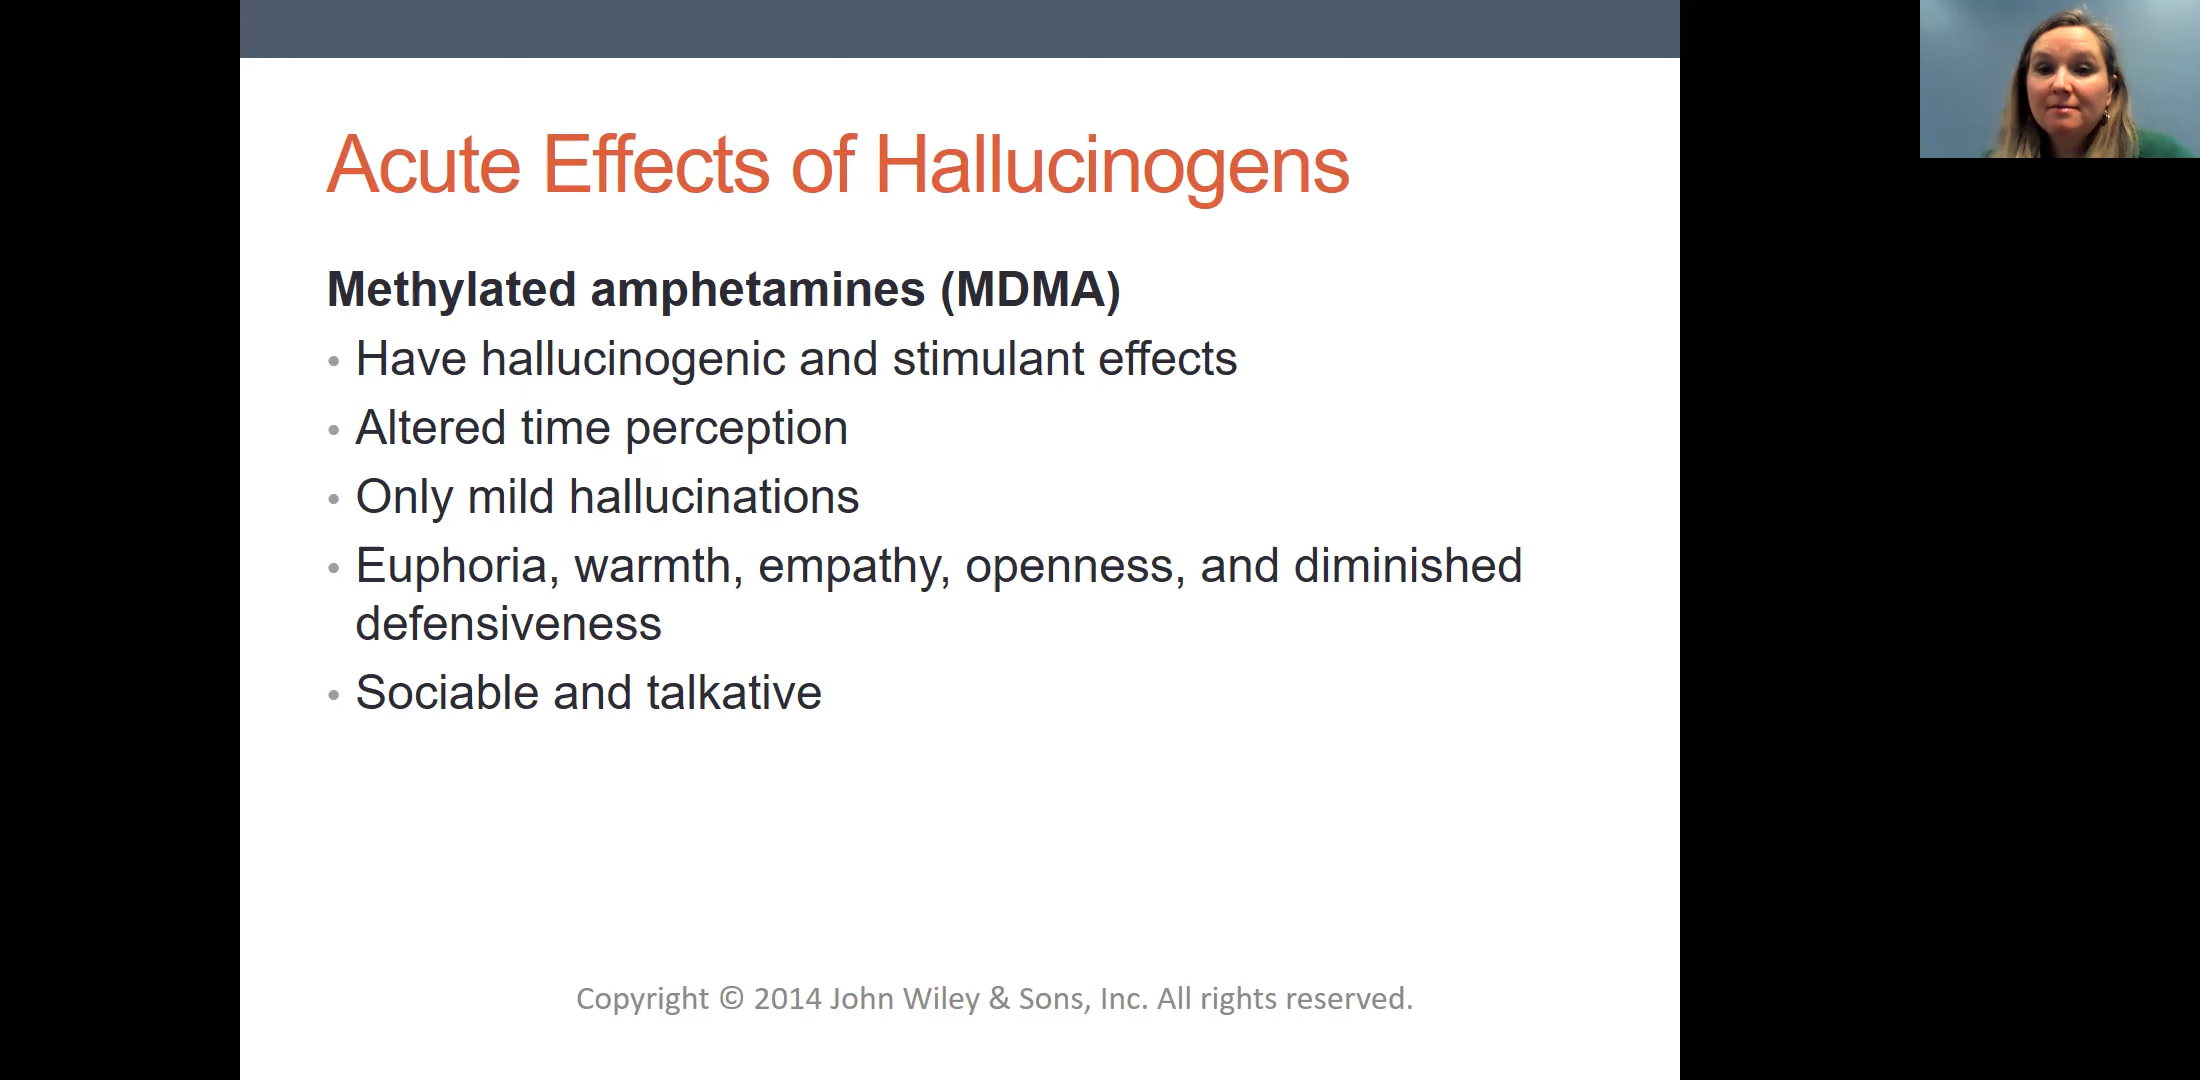 Acute Effects of Hallucinogens
Methylated amphetamines (MDMA)
• Have hallucinogenic and stimulant effects
• Altered time perception
• Only mild hallucinations
• Euphoria, warmth, empathy, openness, and diminished
defensiveness
• Sociable and talkative
Copyright © 2014 John Wiley & Sons, Inc. All rights reserved.